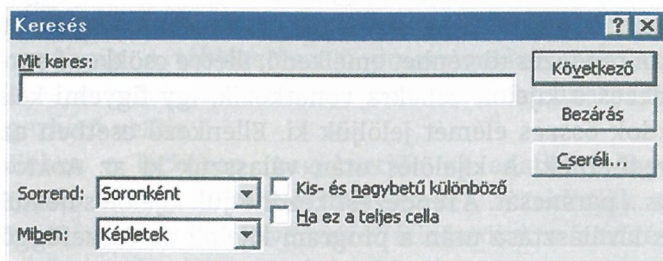 Keresés
Mit keres:
Következő
Bezárás
Cseréli...
Sorrend: Soronként
Kis- és nagybetű különböző
Ha ez a teljes cella
Miben: Képletek